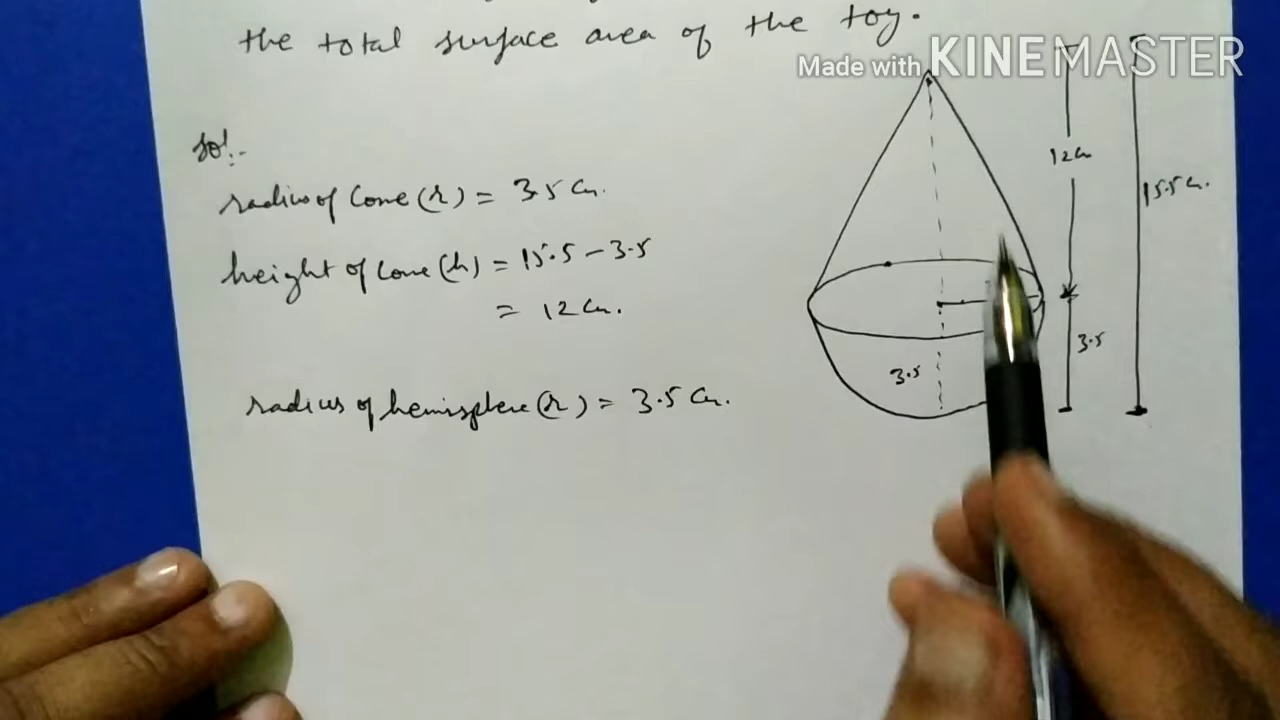 the total surface area of the toy.
Made with KINEMASTER
Sol:-
radius of Cone (r) = 3.5 Cm.
height of Cone (h) = 15.5 - 3.5
= 12 Cm.
radius of hemisphere (r) = 3.5 Cm.
12 Cm
15.5 Cm.
3.5
3.5